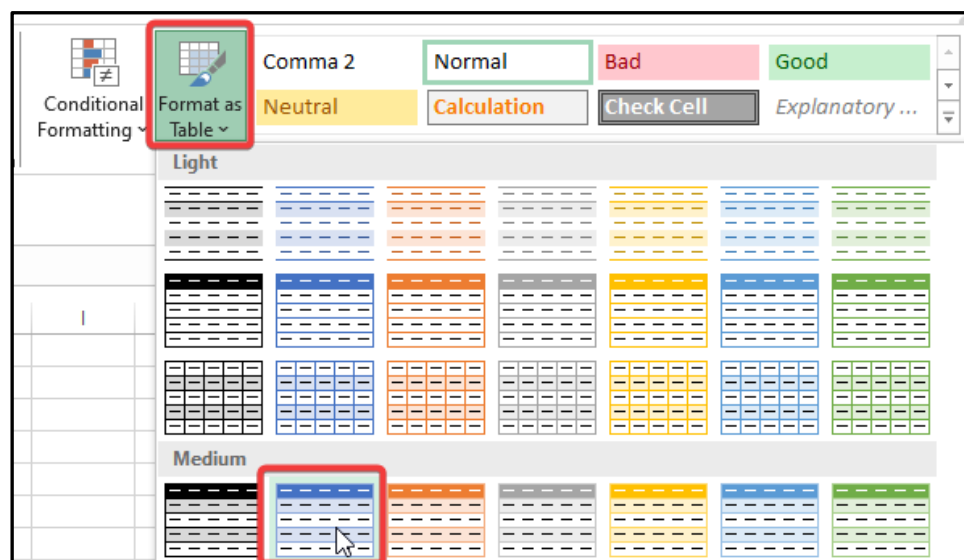 Conditional
Formatting
Format as
Table
Comma 2
Normal
Bad
Good
Neutral
Calculation
Check Cell
Explanatory ...
Light
I
Medium